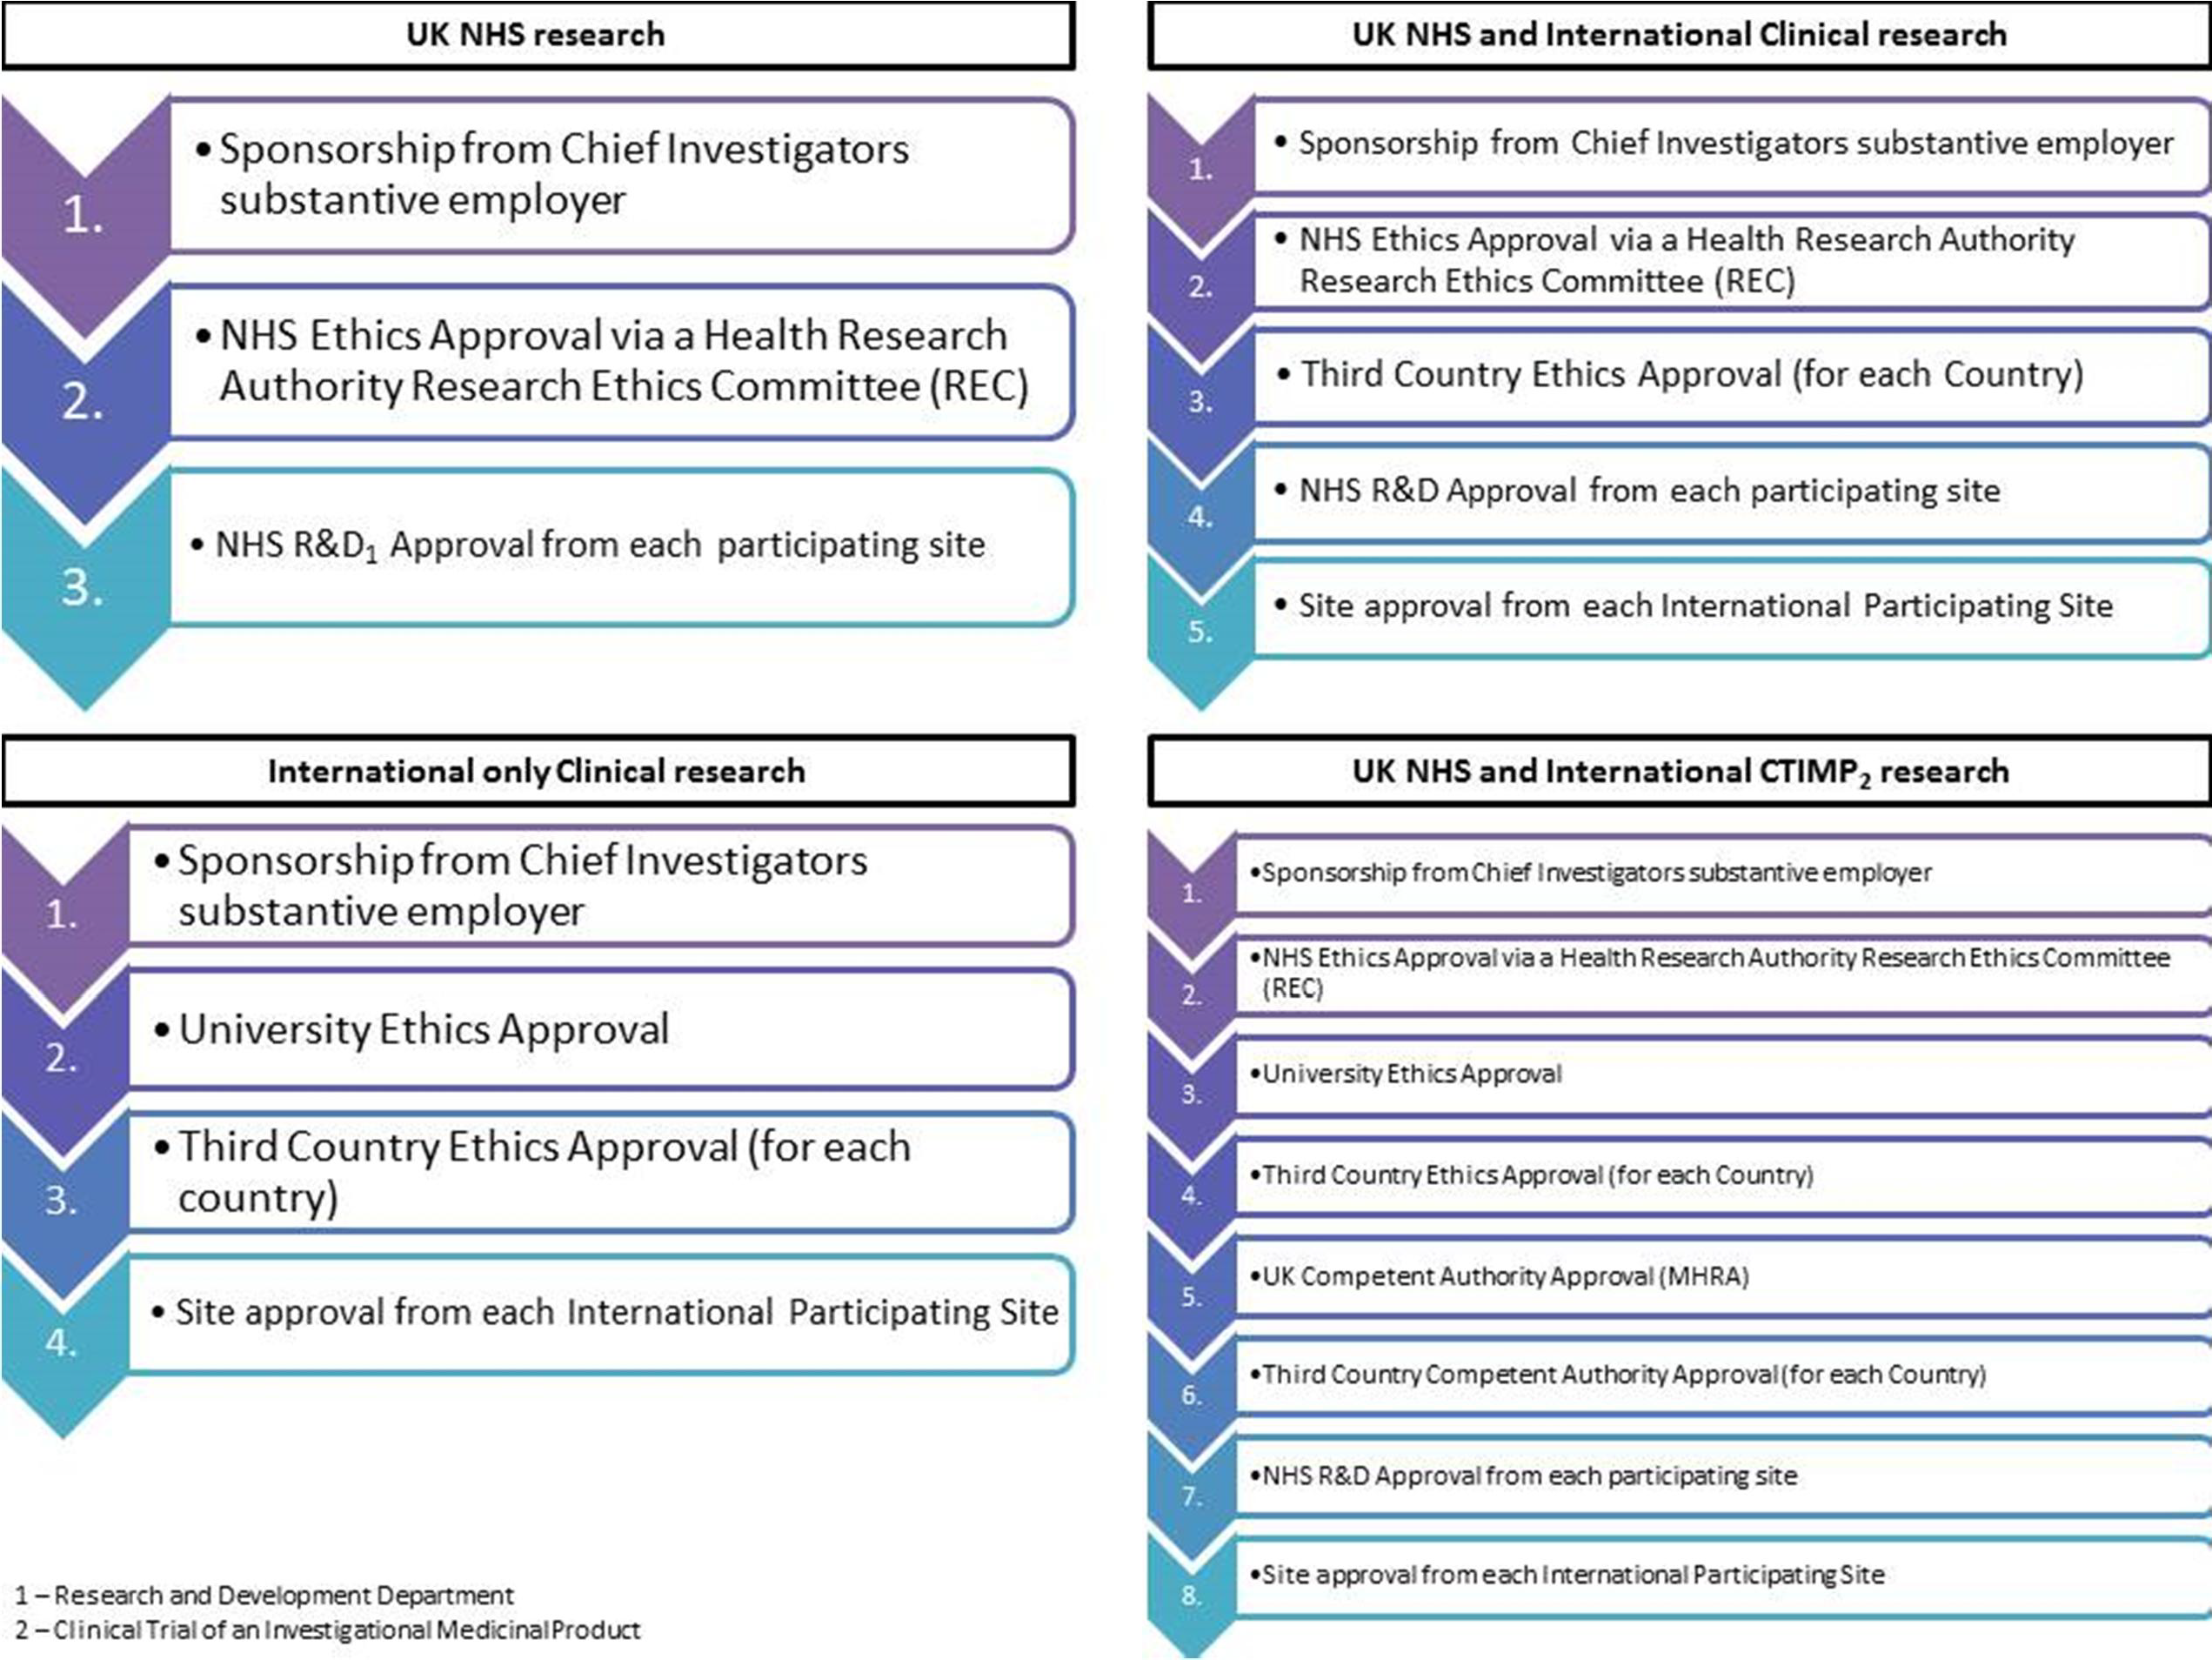 UK NHS research
1.
• Sponsorship from Chief Investigators
substantive employer
2.
• NHS Ethics Approval via a Health Research
Authority Research Ethics Committee (REC)
3.
• NHS R&D₁ Approval from each participating site
UK NHS and International Clinical research
1.
• Sponsorship from Chief Investigators substantive employer
2.
• NHS Ethics Approval via a Health Research Authority
Research Ethics Committee (REC)
3.
• Third Country Ethics Approval (for each Country)
4.
• NHS R&D Approval from each participating site
5.
• Site approval from each International Participating Site
International only Clinical research
1.
• Sponsorship from Chief Investigators
substantive employer
2.
• University Ethics Approval
3.
• Third Country Ethics Approval (for each
country)
4.
• Site approval from each International Participating Site
UK NHS and International CTIMP₂ research
1.
•Sponsorship from Chief Investigators substantive employer
2.
•NHS Ethics Approval via a Health Research Authority Research Ethics Committee
(REC)
3.
•University Ethics Approval
4.
•Third Country Ethics Approval (for each Country)
5.
•UK Competent Authority Approval (MHRA)
6.
•Third Country Competent Authority Approval (for each Country)
7.
•NHS R&D Approval from each participating site
8.
•Site approval from each International Participating Site
1 – Research and Development Department
2 – Clinical Trial of an Investigational Medicinal Product